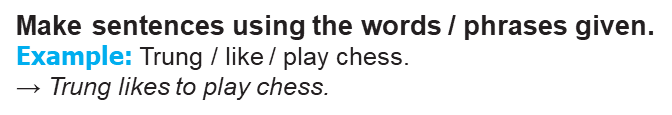 Make sentences using the words / phrases given.
Example: Trung / like / play chess.
→ Trung likes to play chess.